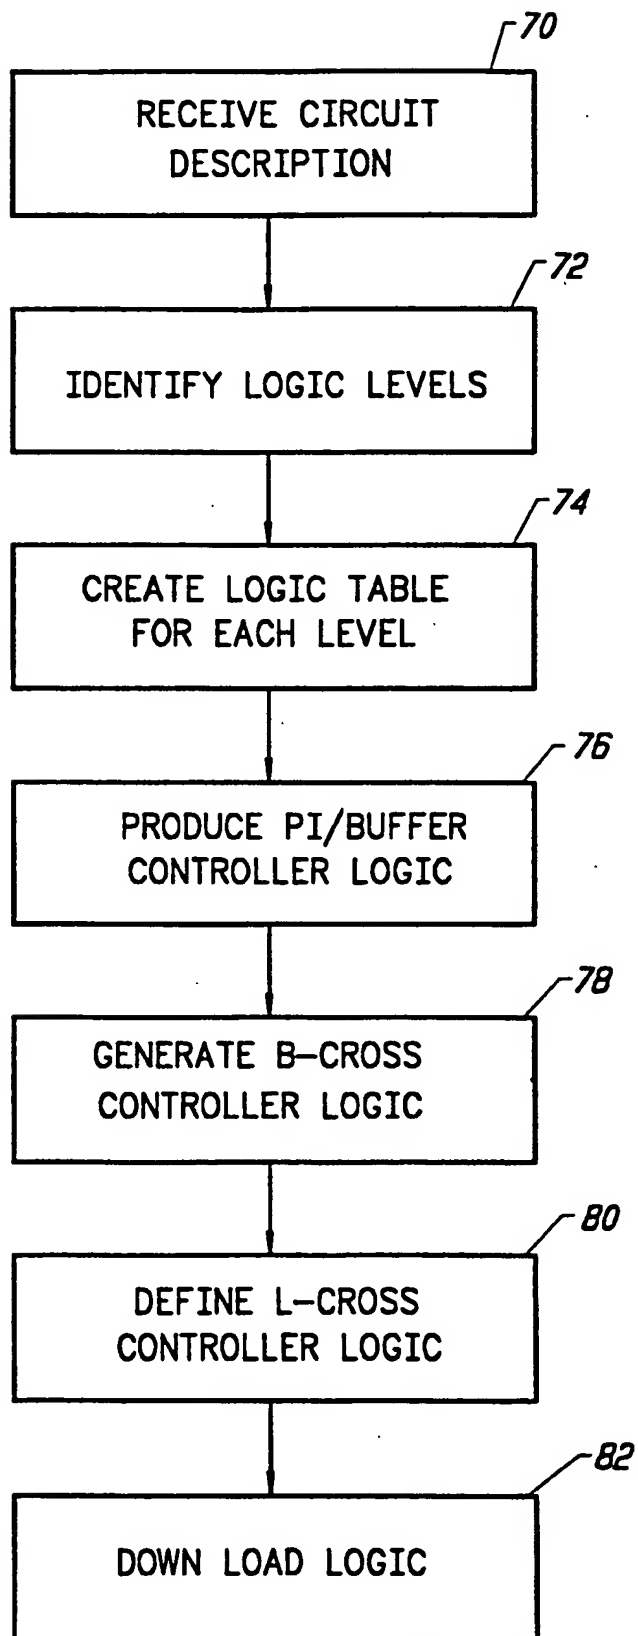 70
RECEIVE CIRCUIT
DESCRIPTION
72
IDENTIFY LOGIC LEVELS
74
CREATE LOGIC TABLE
FOR EACH LEVEL
76
PRODUCE PI/BUFFER
CONTROLLER LOGIC
78
GENERATE B-CROSS
CONTROLLER LOGIC
80
DEFINE L-CROSS
CONTROLLER LOGIC
82
DOWN LOAD LOGIC